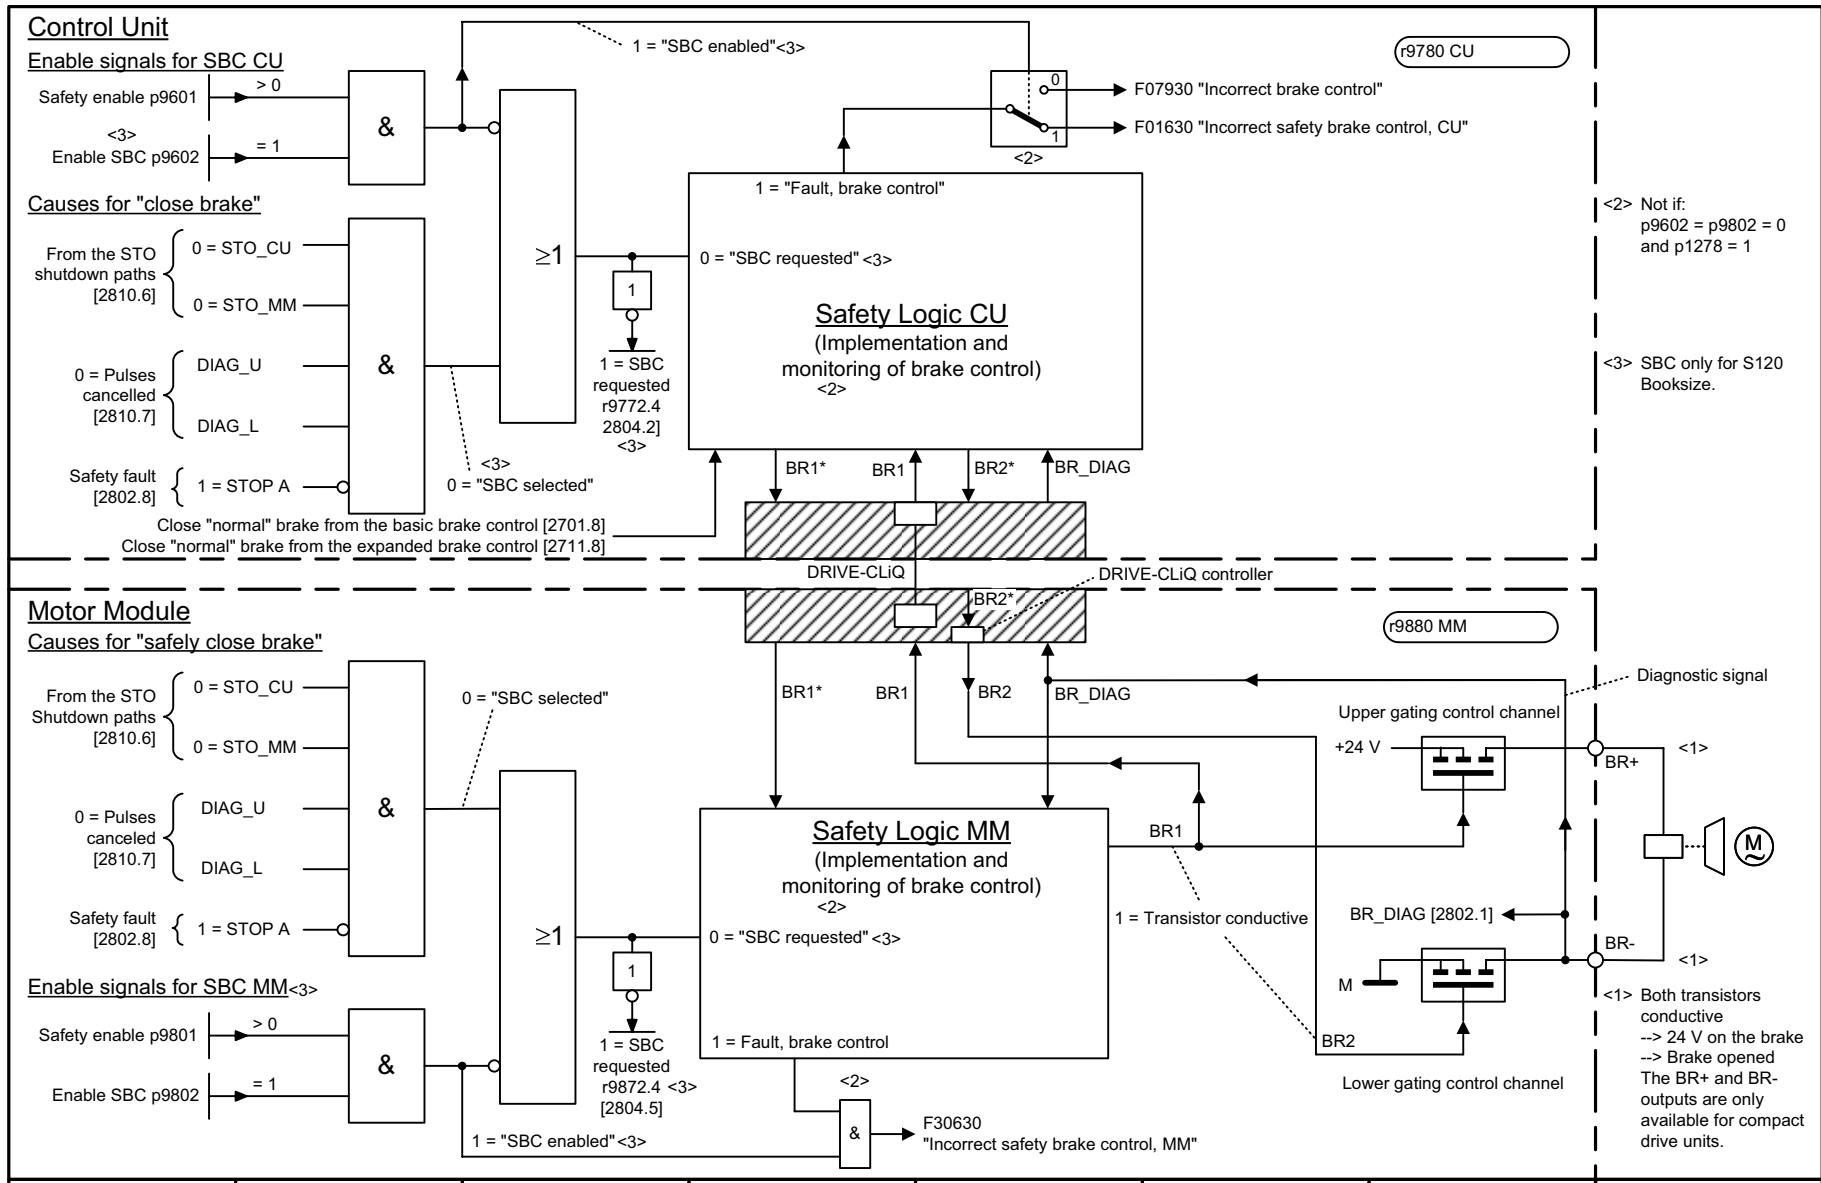 Control Unit
Enable signals for SBC CU
Safety enable p9601
> 0
<3>
Enable SBC p9602
= 1
&
1 = "SBC enabled"<3>
r9780 CU
0
1
F07930 "Incorrect brake control"
F01630 "Incorrect safety brake control, CU"
<2>
Causes for "close brake"
From the STO
shutdown paths
[2810.6]
0 = STO_CU
0 = STO_MM
0 = Pulses
cancelled
[2810.7]
DIAG_U
DIAG_L
Safety fault
[2802.8]
1 = STOP A
&
<3>
0 = "SBC selected"
≥1
1
1 = SBC
requested
r9772.4
2804.2]
<3>
1 = "Fault, brake control"
0 = "SBC requested" <3>
Safety Logic CU
(Implementation and
monitoring of brake control)
<2>
Close "normal" brake from the basic brake control [2701.8]
Close "normal" brake from the expanded brake control [2711.8]
BR1*
BR1
BR2*
BR_DIAG
DRIVE-CLiQ
DRIVE-CLiQ controller
BR2*
<2> Not if:
p9602 = p9802 = 0
and p1278 = 1
<3> SBC only for S120
Booksize.
Motor Module
Causes for "safely close brake"
From the STO
Shutdown paths
[2810.6]
0 = STO_CU
0 = STO_MM
0 = Pulses
canceled
[2810.7]
DIAG_U
DIAG_L
Safety fault
[2802.8]
1 = STOP A
&
0 = "SBC selected"
≥1
Enable signals for SBC MM<3>
Safety enable p9801
> 0
Enable SBC p9802
= 1
&
1 = "SBC enabled"<3>
1
1 = SBC
requested
r9872.4 <3>
[2804.5]
BR1*
BR1
BR2
BR_DIAG
Safety Logic MM
(Implementation and
monitoring of brake control)
<2>
0 = "SBC requested"<3>
1 = Fault, brake control
<2>
&
F30630
"Incorrect safety brake control, MM"
r9880 MM
Diagnostic signal
Upper gating control channel
+24 V
BR+
<1>
BR1
1 = Transistor conductive
M
~
BR_DIAG [2802.1]
BR-
<1>
M
BR2
Lower gating control channel
<1> Both transistors
conductive
--> 24 V on the brake
--> Brake opened
The BR+ and BR-
outputs are only
available for compact
drive units.